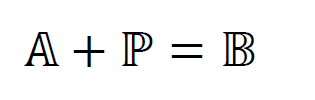 𝔸 + ℙ = 𝔹